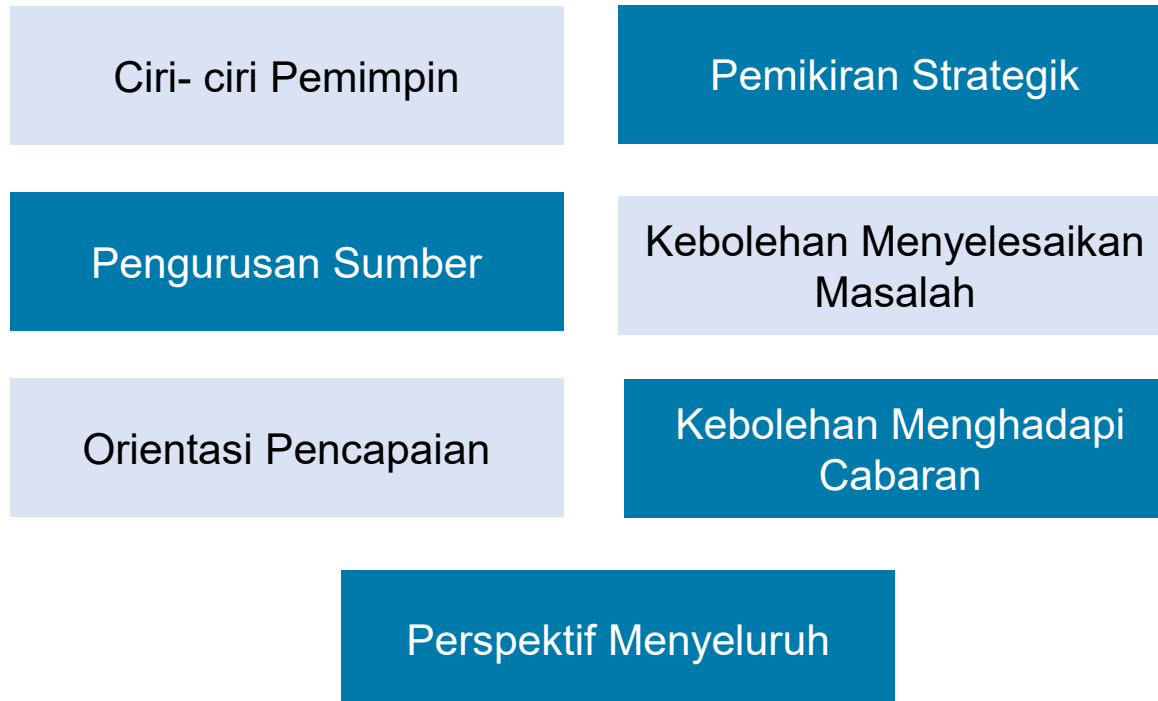 Ciri- ciri Pemimpin
Pemikiran Strategik
Pengurusan Sumber
Kebolehan Menyelesaikan
Masalah
Orientasi Pencapaian
Kebolehan Menghadapi
Cabaran
Perspektif Menyeluruh